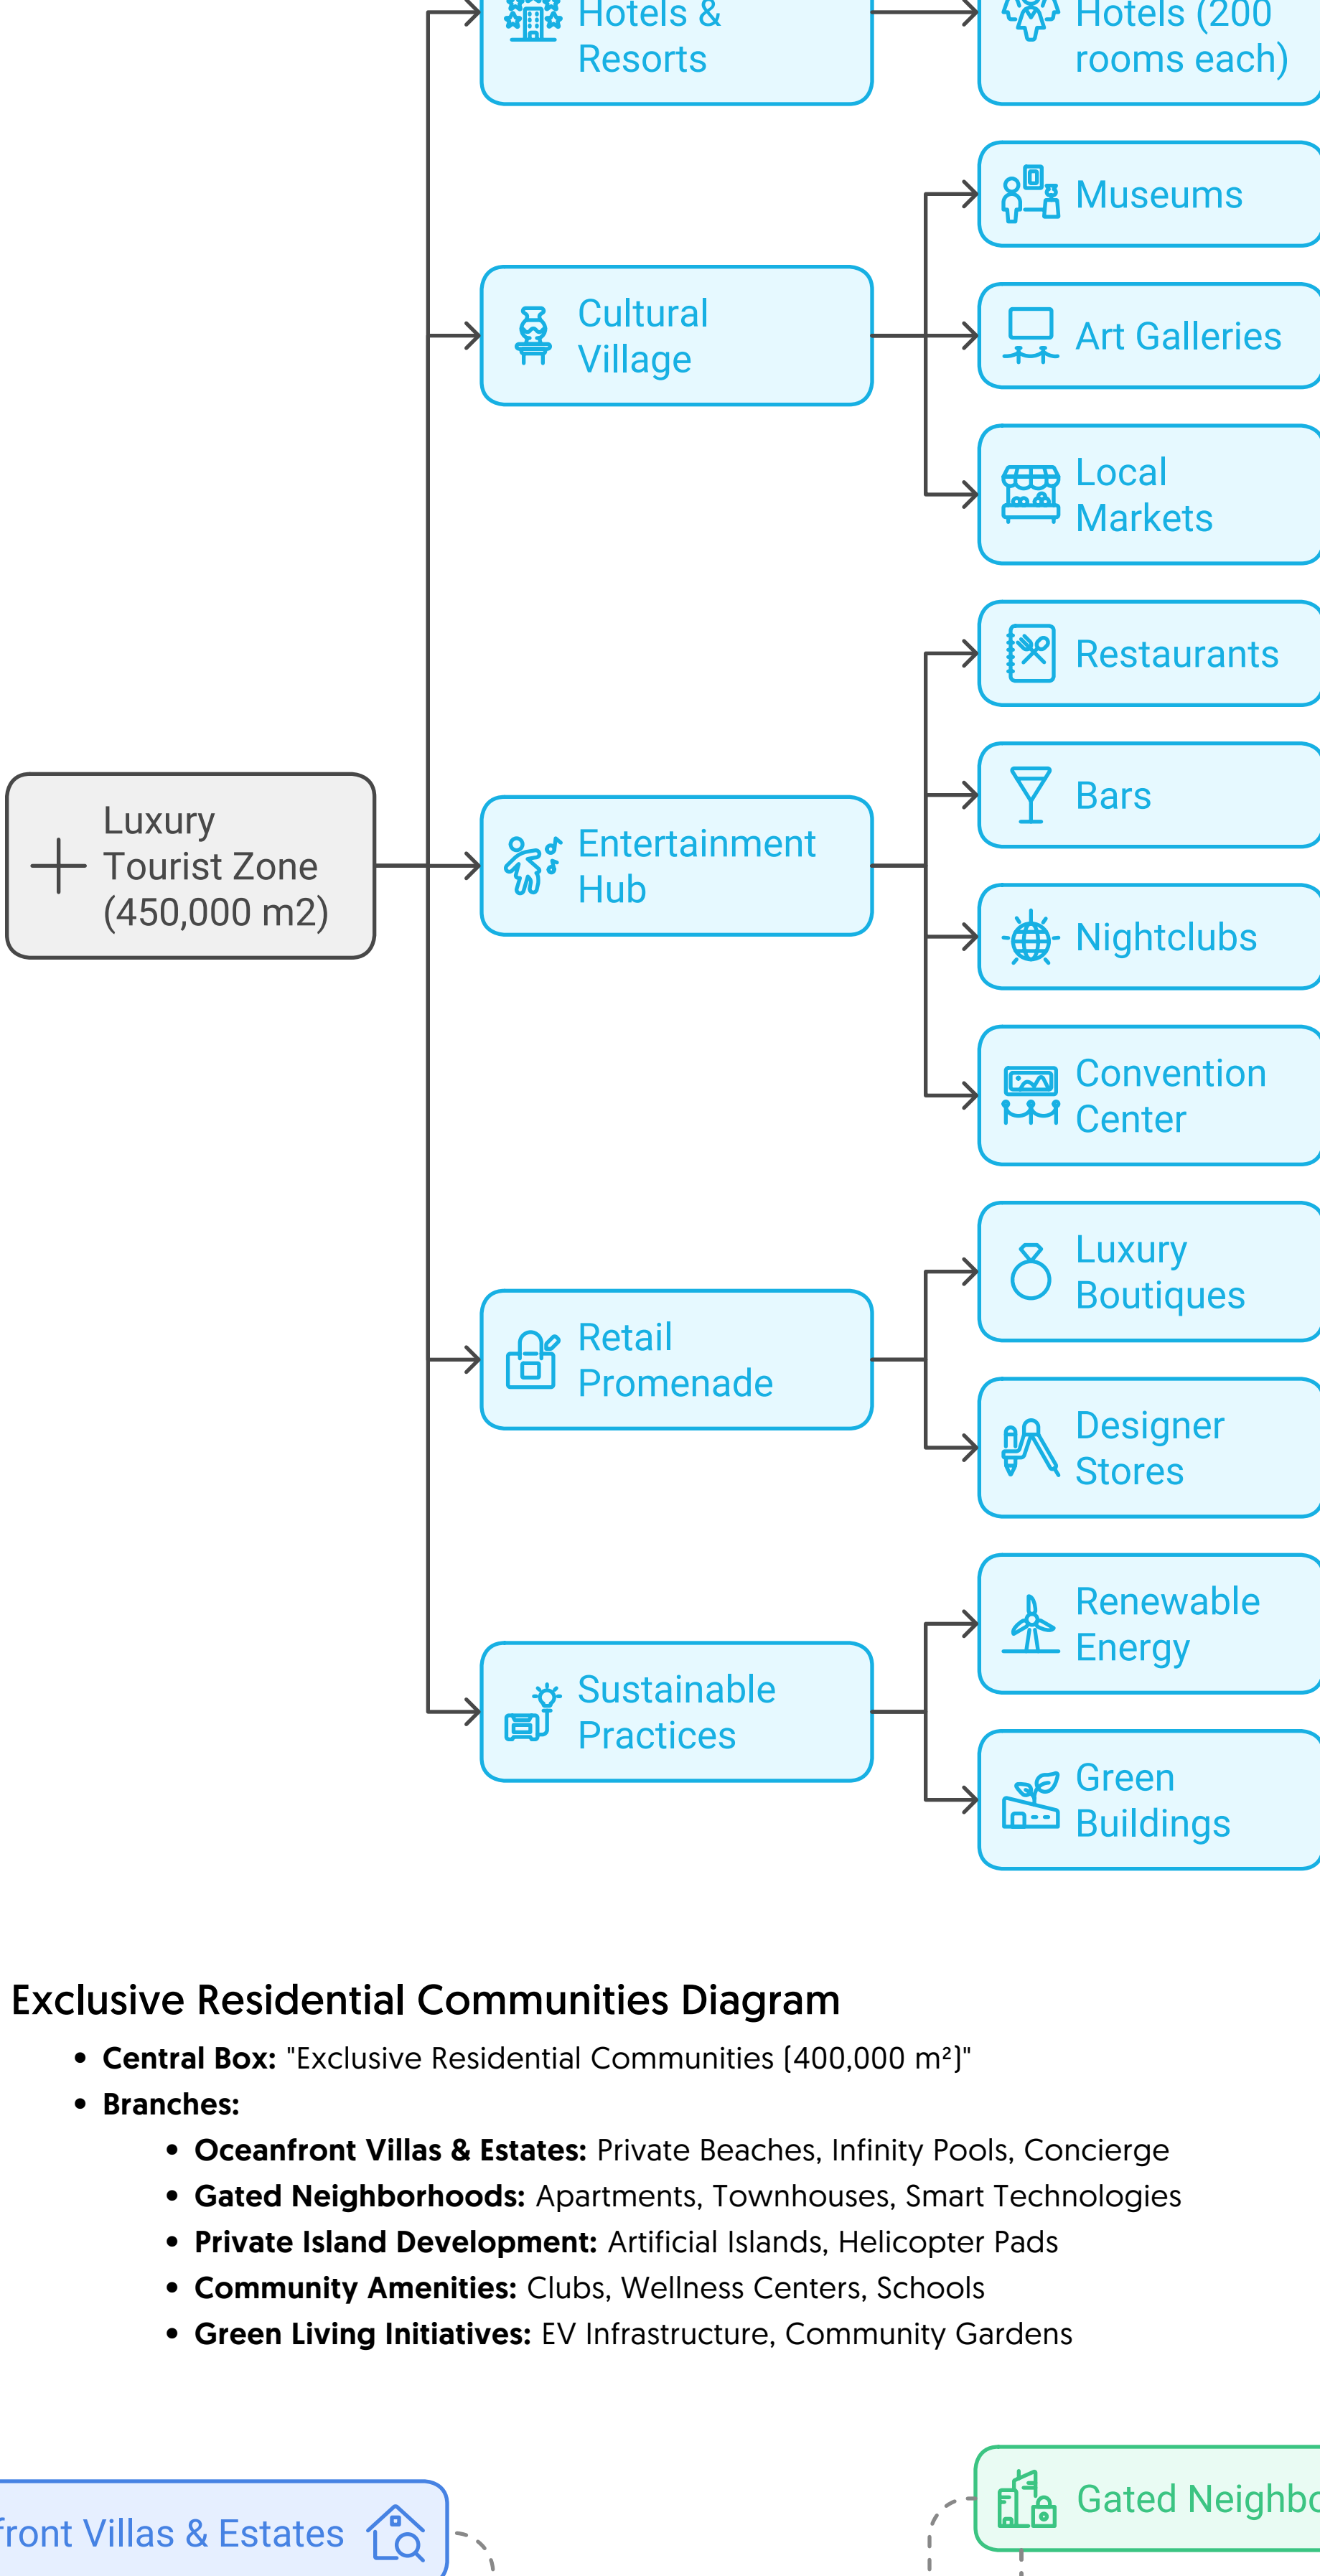 Hotels &
Resorts
Hotels (200
rooms each)
Museums
Cultural
Village
Art Galleries
Local
Markets
Restaurants
Bars
Luxury
Tourist Zone
(450,000 m2)
Entertainment
Hub
Nightclubs
Convention
Center
Luxury
Boutiques
Retail
Promenade
Designer
Stores
Renewable
Energy
Sustainable
Practices
Green
Buildings
Exclusive Residential Communities Diagram
• Central Box: "Exclusive Residential Communities (400,000 m²)"
• Branches:
• Oceanfront Villas & Estates: Private Beaches, Infinity Pools, Concierge
• Gated Neighborhoods: Apartments, Townhouses, Smart Technologies
• Private Island Development: Artificial Islands, Helicopter Pads
• Community Amenities: Clubs, Wellness Centers, Schools
• Green Living Initiatives: EV Infrastructure, Community Gardens
Gated Neighbo
front Villas & Estates